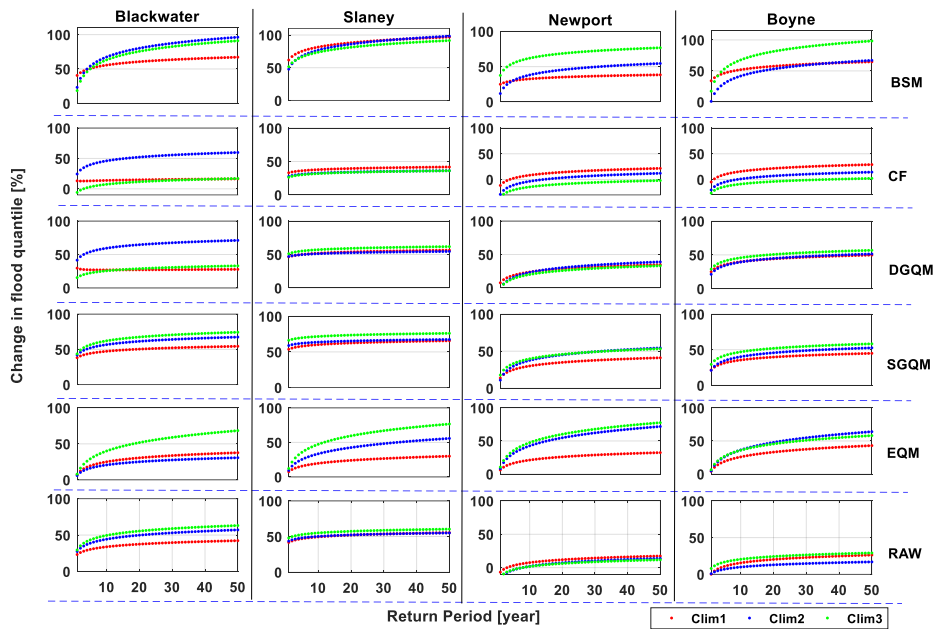 Blackwater Slaney Newport Boyne
100 100 100 100
50 50 50 50
0 0 0 0
BSM
100 100 100 100
50 50 50 50
0 0 0 0
CF
100 100 100 100
50 50 50 50
0 0 0 0
DGQM
100 100 100 100
50 50 50 50
0 0 0 0
SGQM
100 100 100 100
50 50 50 50
0 0 0 0
EQM
100 100 100 100
50 50 50 50
0 0 0 0
RAW
10 20 30 40 50 10 20 30 40 50 10 20 30 40 50 10 20 30 40 50
Change in flood quantile [%]
Return Period [year]
Clim1 Clim2 Clim3